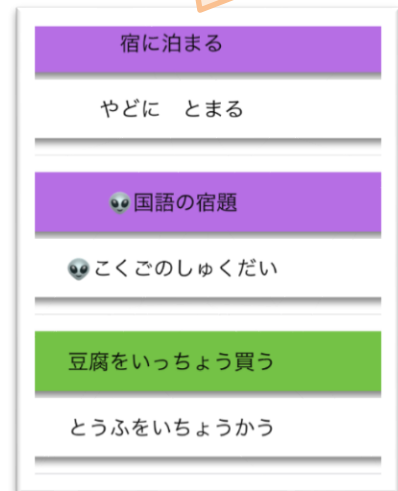 宿に泊まる
やどに　とまる
👽国語の宿題
👽こくごのしゅくだい
豆腐をいっちょう買う
とうふをいちょうかう